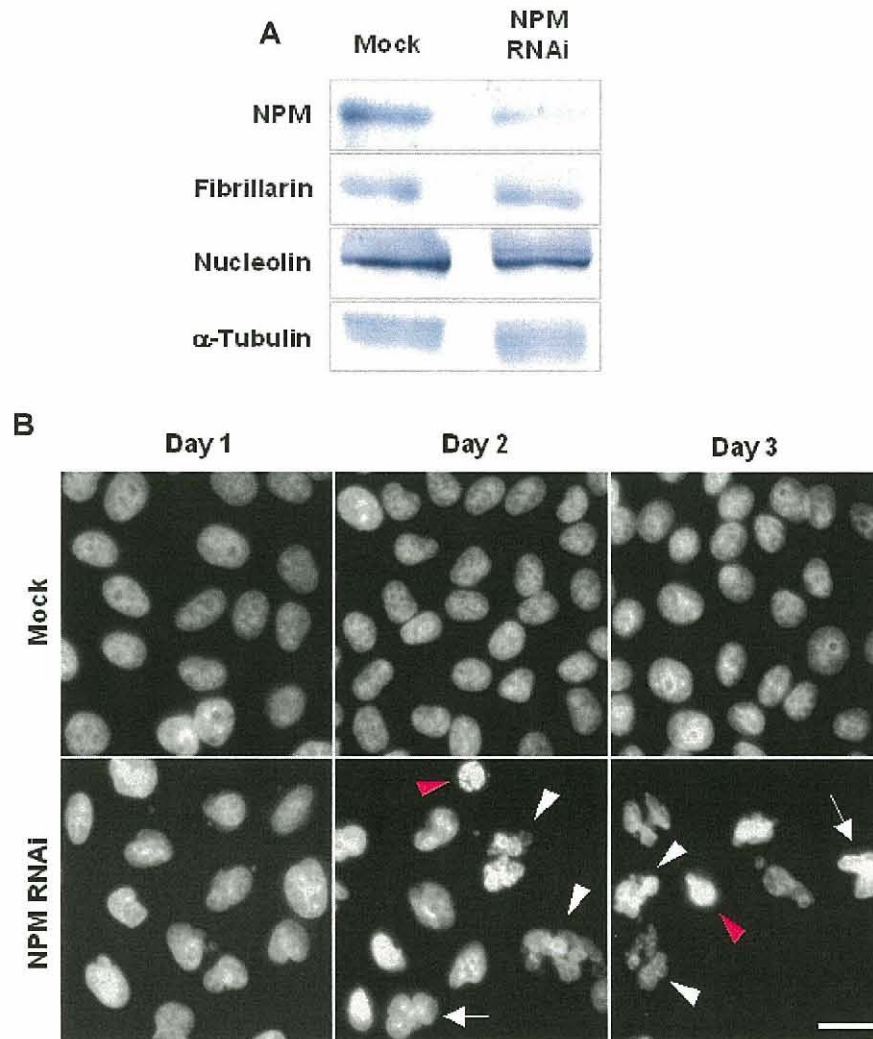 A
Mock
NPM
RNAi
NPM
Fibrillarin
Nucleolin
α-Tubulin
B
Day 1
Day 2
Day 3
Mock
NPM RNAi